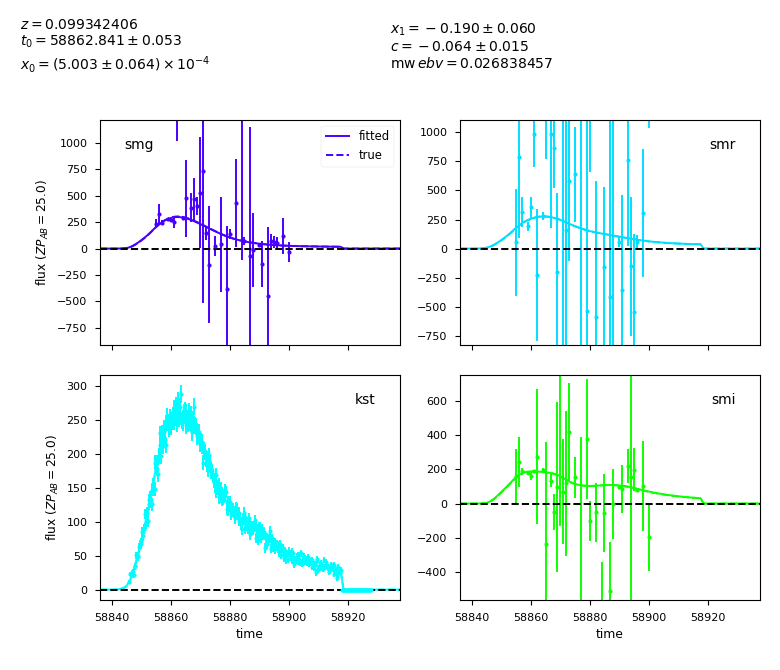 z = 0.099342406
t₀ = 58862.841 ± 0.053
x₀ = (5.003 ± 0.064) × 10⁻⁴
x₁ = −0.190 ± 0.060
c = −0.064 ± 0.015
mw ebv = 0.026838457
smg
fitted
true
1000
750
500
250
0
−250
−500
−750
flux (ZP_AB = 25.0)
smr
1000
750
500
250
0
−250
−500
−750
kst
300
250
200
150
100
50
0
flux (ZP_AB = 25.0)
58840 58860 58880 58900 58920
time
smi
600
400
200
0
−200
−400
58840 58860 58880 58900 58920
time